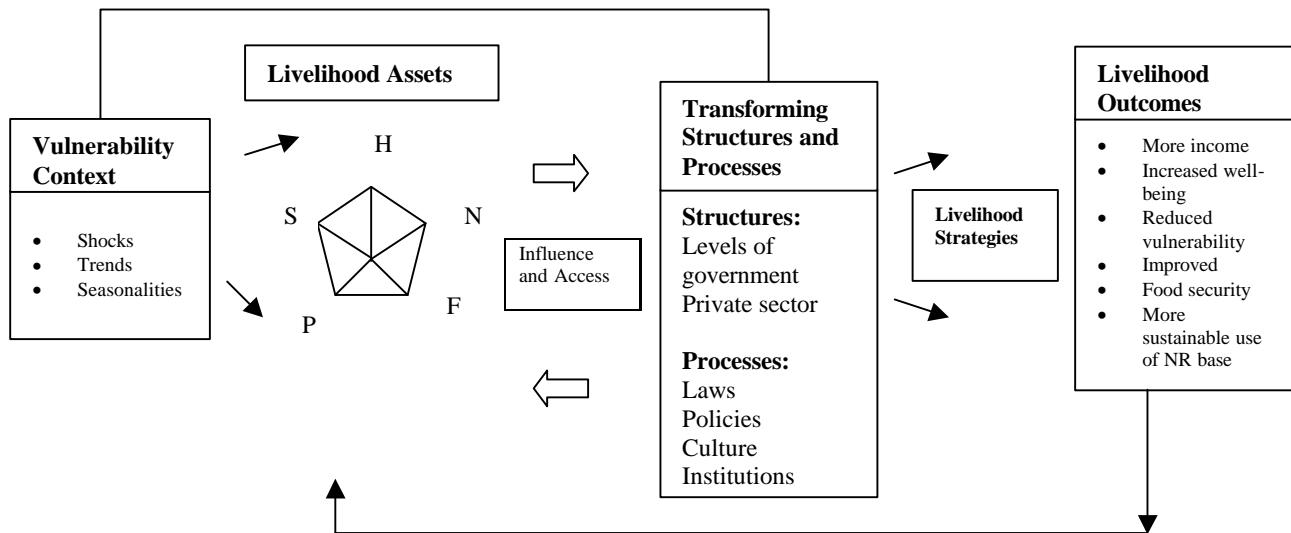 Livelihood Assets
Vulnerability
Context
• Shocks
• Trends
• Seasonalities
H
S
N
P
F
Influence
and Access
Transforming
Structures and
Processes
Structures:
Levels of
government
Private sector
Processes:
Laws
Policies
Culture
Institutions
Livelihood
Strategies
Livelihood
Outcomes
• More income
• Increased well-
being
• Reduced
vulnerability
• Improved
• Food security
• More
sustainable use
of NR base